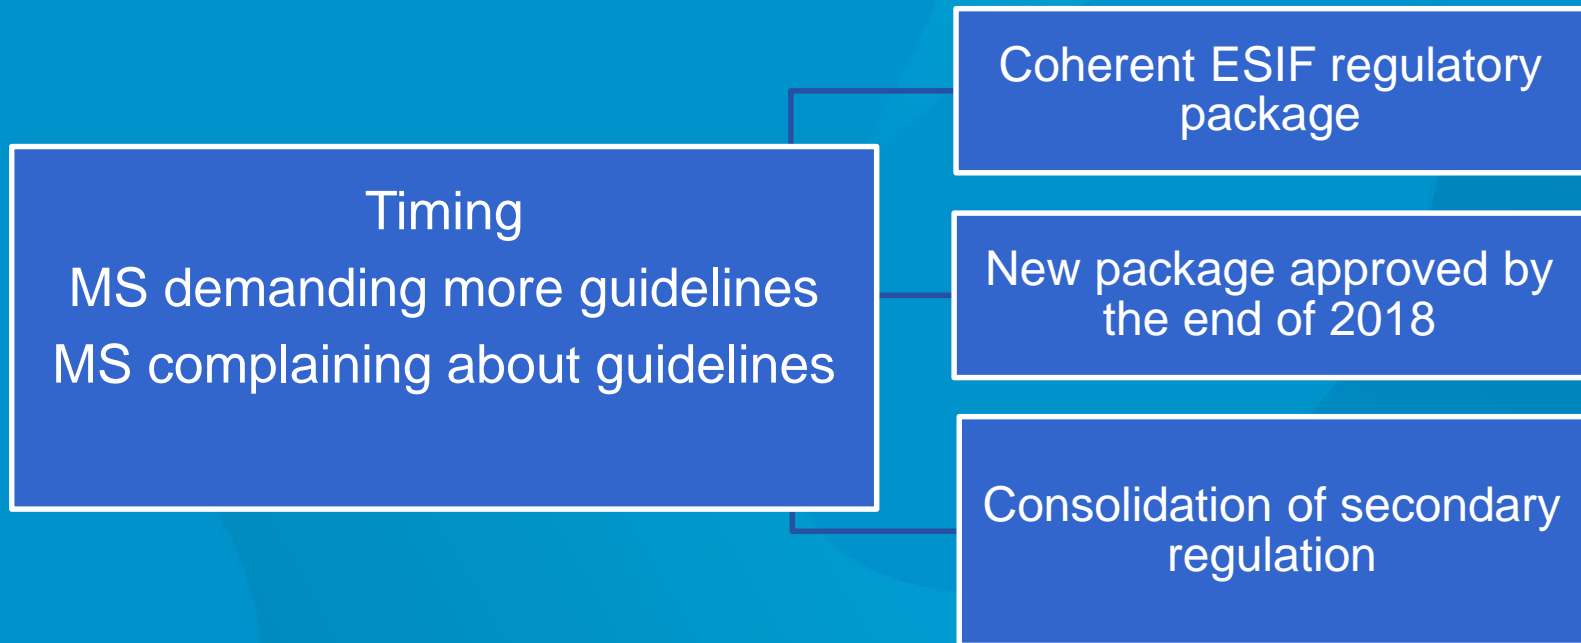 Timing
MS demanding more guidelines
MS complaining about guidelines
Coherent ESIF regulatory
package
New package approved by
the end of 2018
Consolidation of secondary
regulation